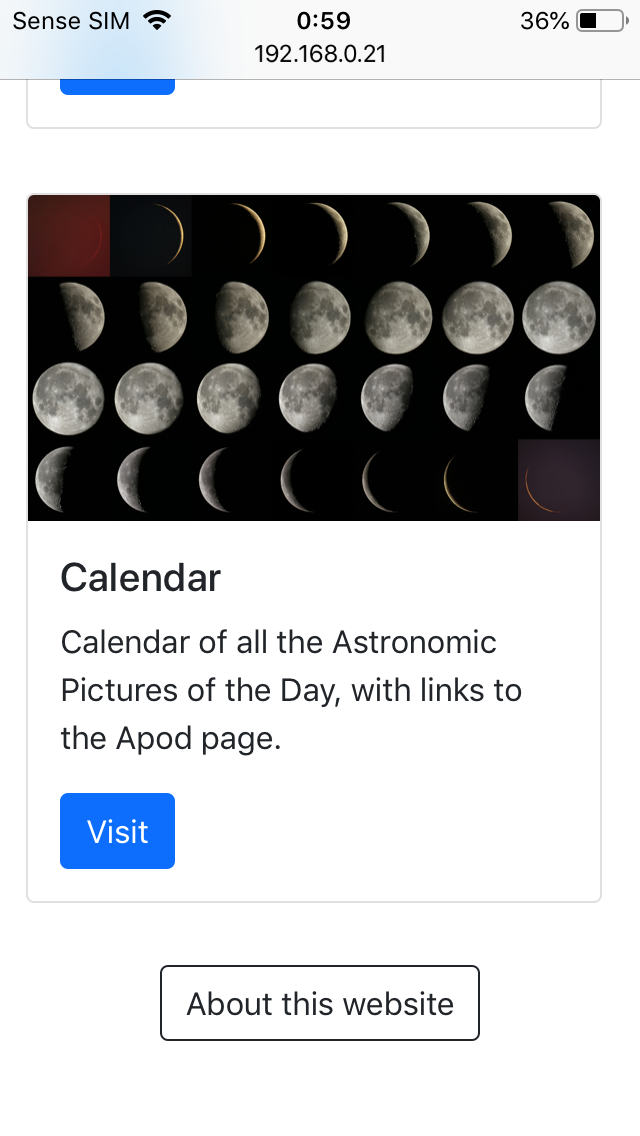 Sense SIM 0:59 36%
192.168.0.21
Calendar
Calendar of all the Astronomic
Pictures of the Day, with links to
the Apod page.
Visit
About this website